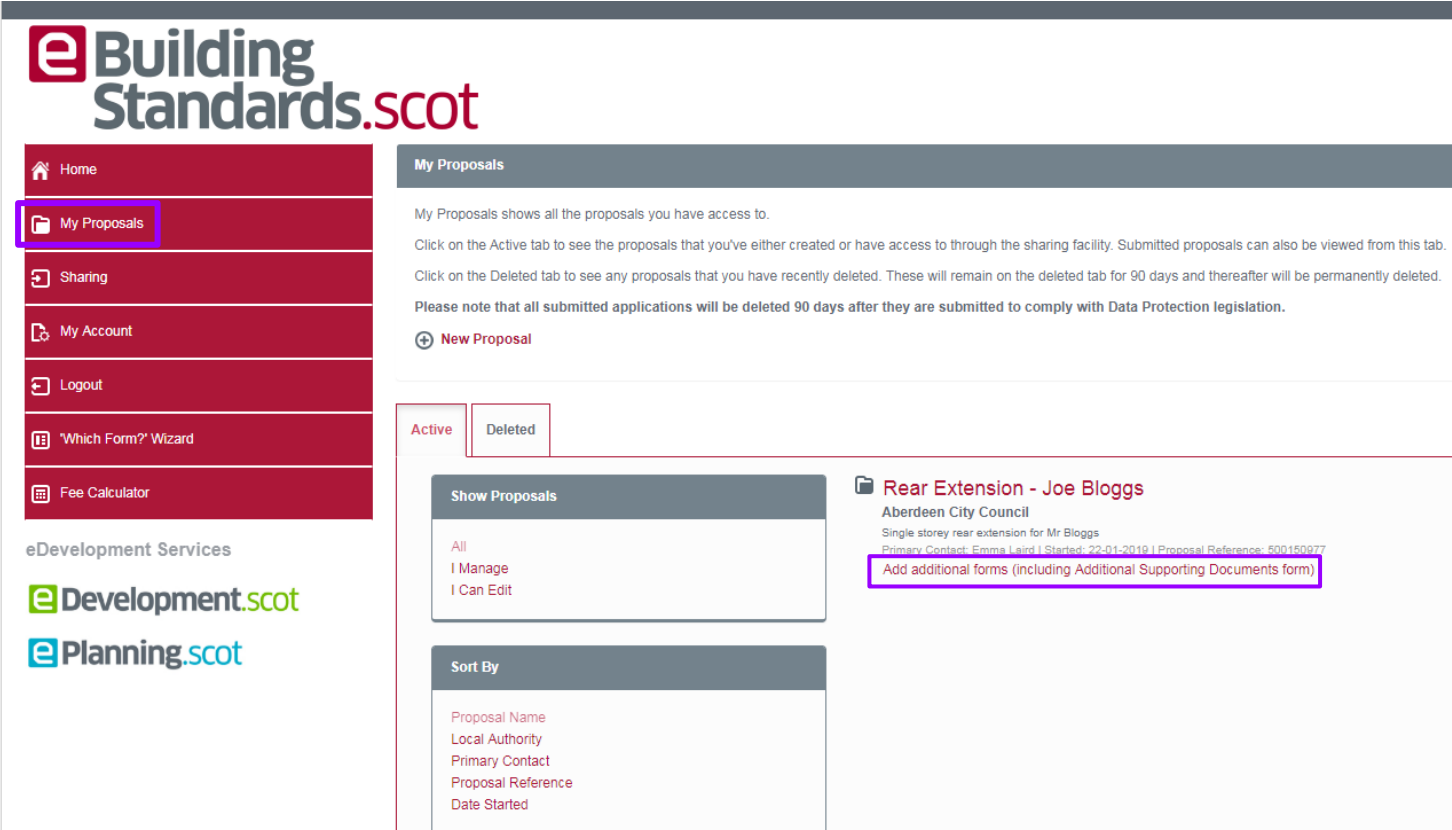 e Building
Standards.scot
Home
My Proposals
Sharing
My Account
Logout
'Which Form?' Wizard
Fee Calculator
eDevelopment Services
e Development.scot
e Planning.scot
My Proposals
My Proposals shows all the proposals you have access to.
Click on the Active tab to see the proposals that you've either created or have access to through the sharing facility. Submitted proposals can also be viewed from this tab.
Click on the Deleted tab to see any proposals that you have recently deleted. These will remain on the deleted tab for 90 days and thereafter will be permanently deleted.
Please note that all submitted applications will be deleted 90 days after they are submitted to comply with Data Protection legislation.
New Proposal
Active
Deleted
Show Proposals
All
I Manage
I Can Edit
Sort By
Proposal Name
Local Authority
Primary Contact
Proposal Reference
Date Started
Rear Extension - Joe Bloggs
Aberdeen City Council
Single storey rear extension for Mr Bloggs
Primary Contact: Emma Laird | Started: 22-01-2019 | Proposal Reference: 500150977
Add additional forms (including Additional Supporting Documents form)